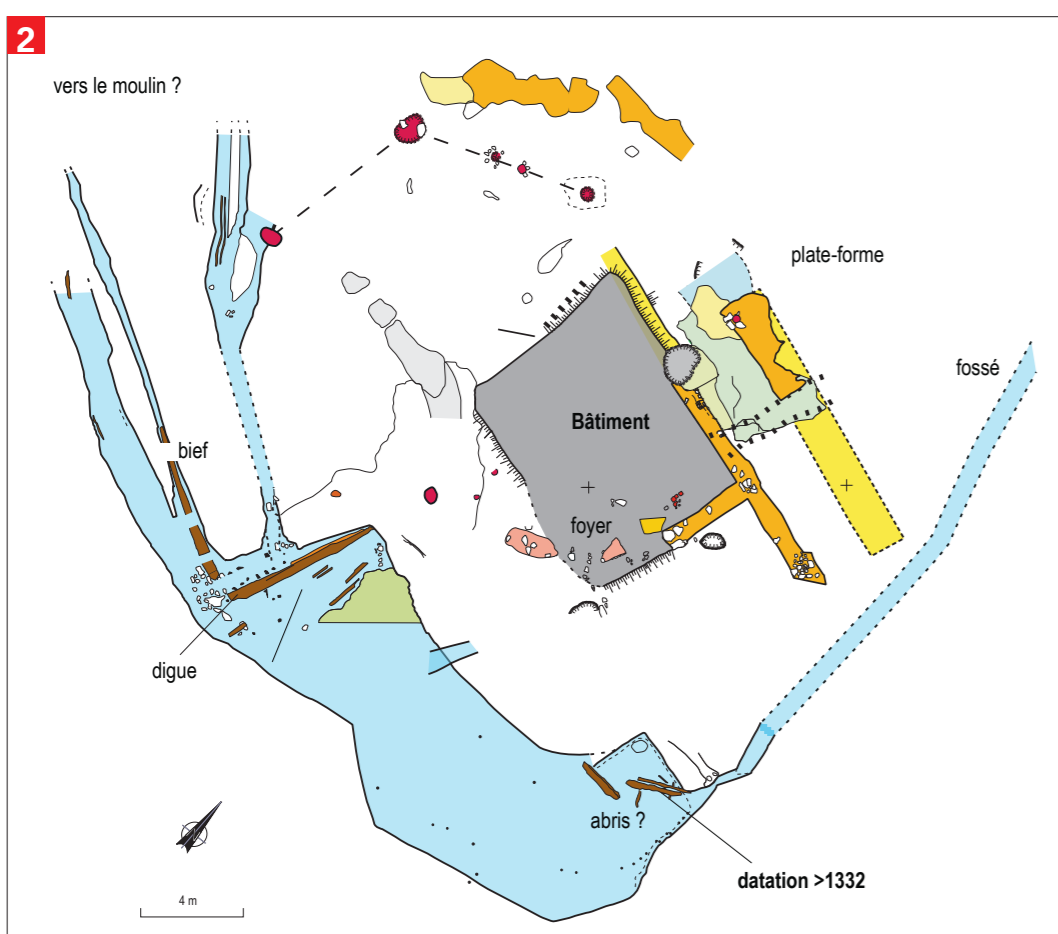 2
vers le moulin ?
plate-forme
fossé
Bâtiment
bief
foyer
digue
abris ?
datation >1332
4 m